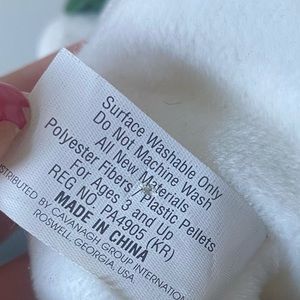 Surface Washable Only
Do Not Machine Wash
All New Materials
Polyester Fibers / Plastic Pellets
For Ages 3 and Up
REG NO. PA4905 (KR)
MADE IN CHINA
DISTRIBUTED BY CAVANAGH GROUP INTERNATIONAL
ROSWELL, GEORGIA, USA